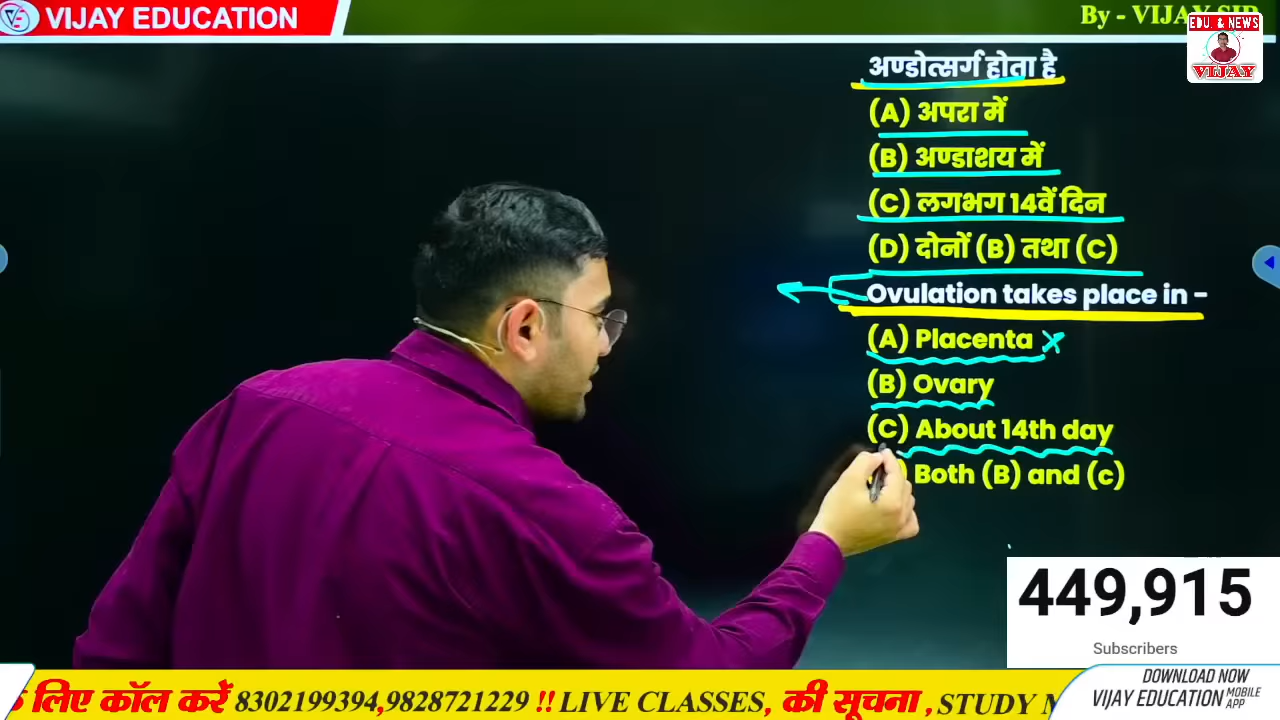 VIJAY EDUCATION
By - VIJAY SIR
EDU. & NEWS
VIJAY
अण्डोत्सर्ग होता है
(A) अपरा में
(B) अण्डाशय में
(C) लगभग 14वें दिन
(D) दोनों (B) तथा (C)
Ovulation takes place in -
(A) Placenta
(B) Ovary
(C) About 14th day
Both (B) and (c)
449,915
Subscribers
लिए कॉल करें 8302199394,9828721229 !! LIVE CLASSES, की सूचना , STUDY
DOWNLOAD NOW
VIJAY EDUCATION MOBILE APP